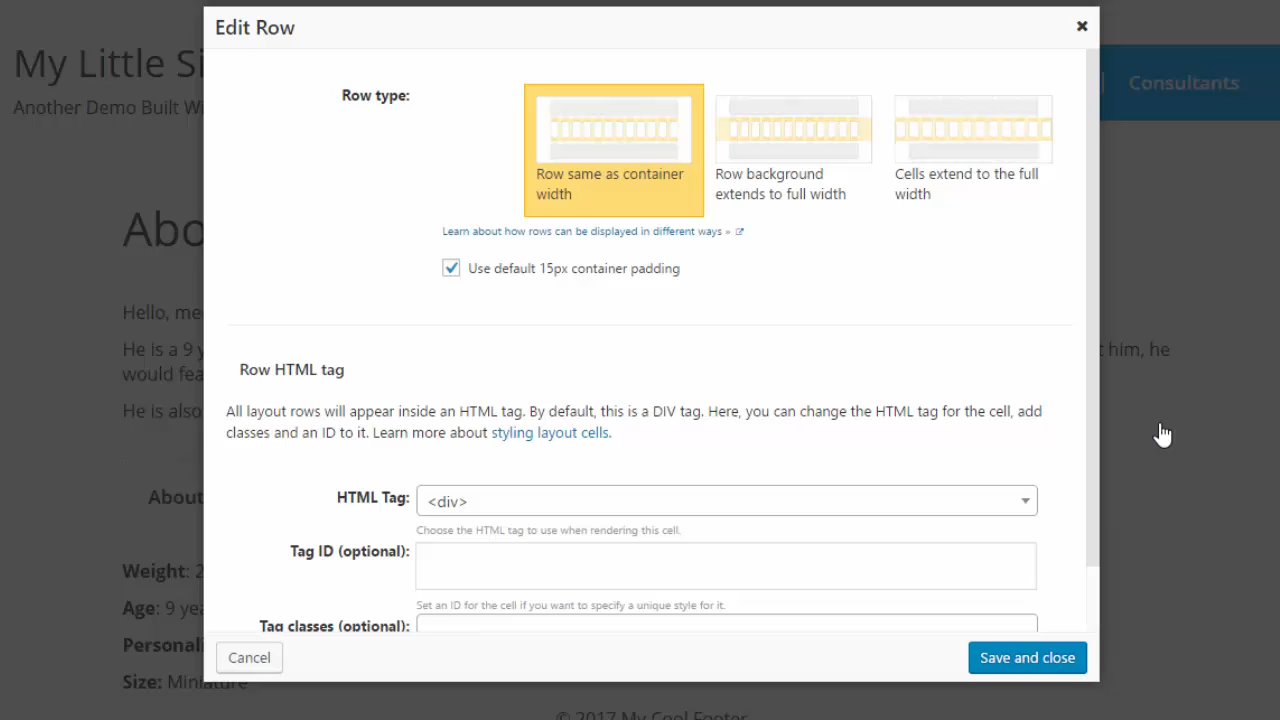 Edit Row
My Little Si
Another Demo Built Wi
Consultants
Row type:
Row same as container
width
Row background
extends to full width
Cells extend to the full
width
Learn about how rows can be displayed in different ways »
Use default 15px container padding
Abo
Hello, me
He is a 9 y
t him, he
would fea
He is also
Row HTML tag
All layout rows will appear inside an HTML tag. By default, this is a DIV tag. Here, you can change the HTML tag for the cell, add
classes and an ID to it. Learn more about styling layout cells.
About
HTML Tag:
<div>
Choose the HTML tag to use when rendering this cell.
Tag ID (optional):
Set an ID for the cell if you want to specify a unique style for it.
Tag classes (optional):
Weight: 2
Age: 9 yea
Personali
Size: Miniature
Cancel
Save and close
© 2017 My Cool Footer